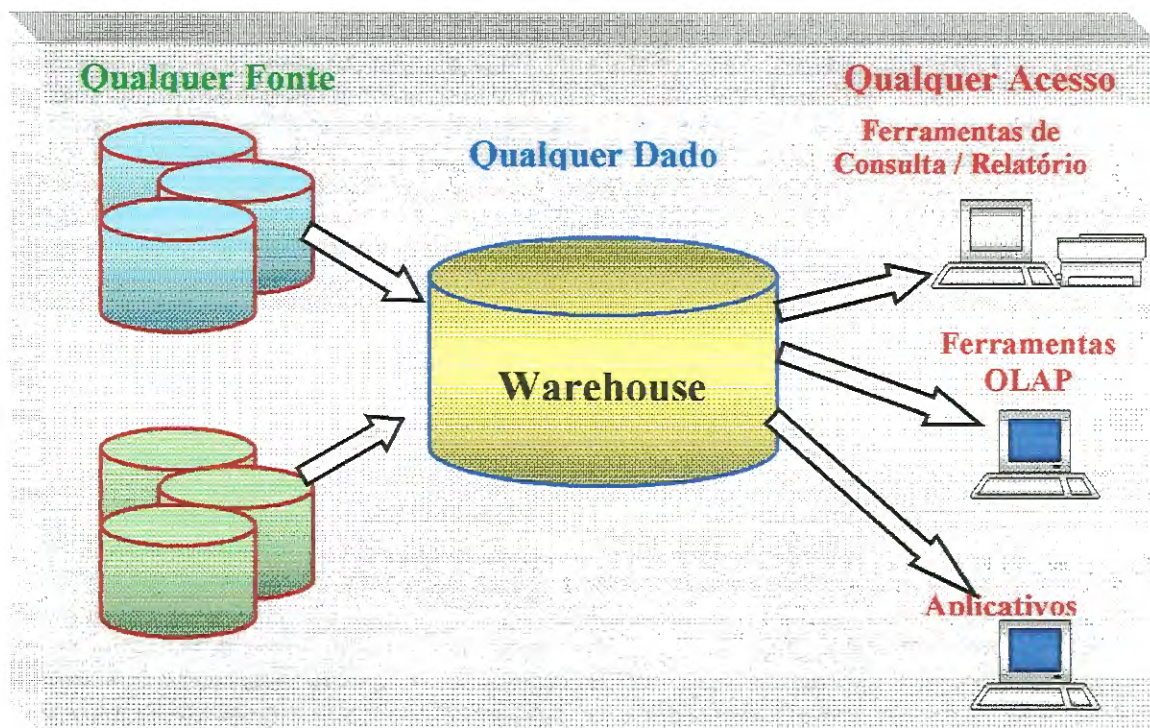 Qualquer Fonte
Qualquer Acesso
Qualquer Dado
Ferramentas de
Consulta / Relatório
Warehouse
Ferramentas
OLAP
Aplicativos